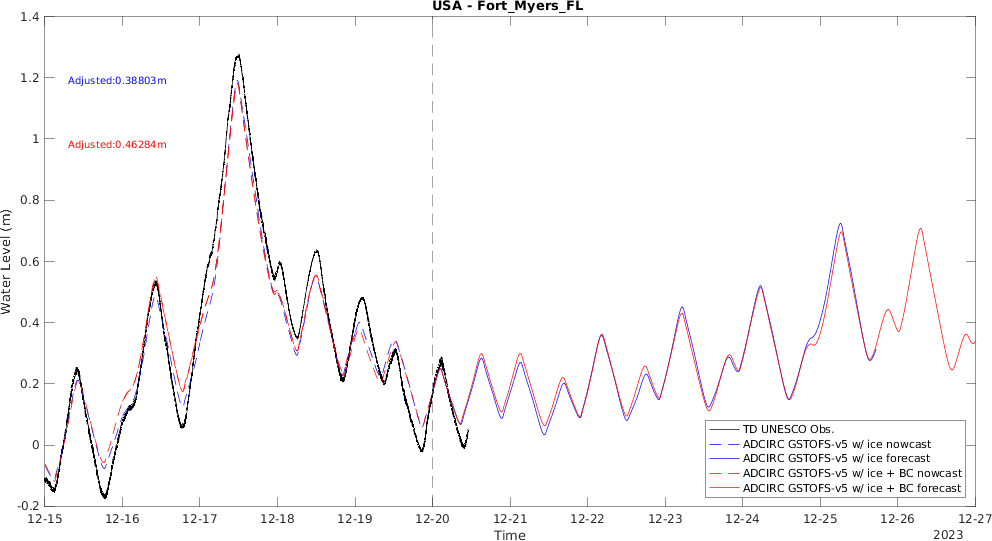 USA - Fort_Myers_FL
1.4
1.2
1
0.8
0.6
0.4
0.2
0
-0.2
Water Level (m)
Adjusted:0.38803m
Adjusted:0.46284m
TD UNESCO Obs.
ADCIRC GSTOFS-v5 w/ ice nowcast
ADCIRC GSTOFS-v5 w/ ice forecast
ADCIRC GSTOFS-v5 w/ ice + BC nowcast
ADCIRC GSTOFS-v5 w/ ice + BC forecast
12-15 12-16 12-17 12-18 12-19 12-20 12-21 12-22 12-23 12-24 12-25 12-26 12-27
Time
2023